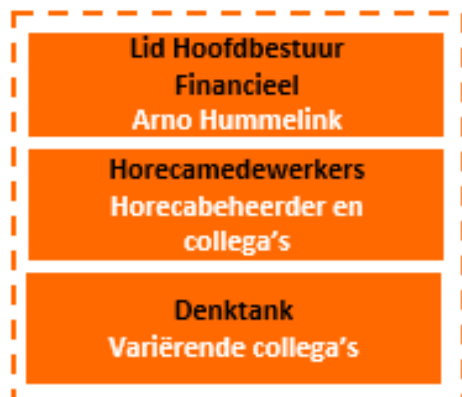 Lid Hoofdbestuur
Financieel
Arno Hummelink
Horecamedewerkers
Horecabeheerder en
collega's
Denktank
Variërende collega's